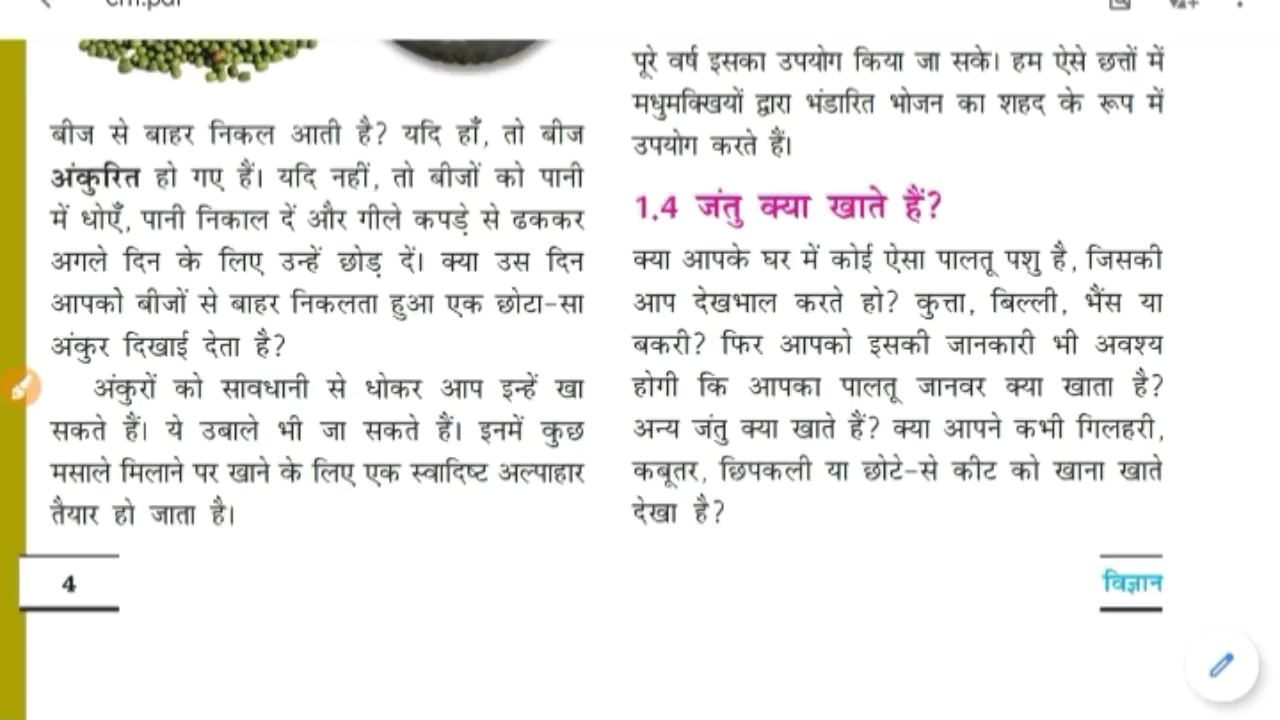 बीज से बाहर निकल आती है? यदि हाँ, तो बीज
अंकुरित हो गए हैं। यदि नहीं, तो बीजों को पानी
में धोएँ, पानी निकाल दें और गीले कपड़े से ढककर
अगले दिन के लिए उन्हें छोड़ दें। क्या उस दिन
आपको बीजों से बाहर निकलता हुआ एक छोटा-सा
अंकुर दिखाई देता है?
अंकुरों को सावधानी से धोकर आप इन्हें खा
सकते हैं। ये उबाले भी जा सकते हैं। इनमें कुछ
मसाले मिलाने पर खाने के लिए एक स्वादिष्ट अल्पाहार
तैयार हो जाता है।
4
पूरे वर्ष इसका उपयोग किया जा सके। हम ऐसे छत्तों में
मधुमक्खियों द्वारा भंडारित भोजन का शहद के रूप में
उपयोग करते हैं।
1.4 जंतु क्या खाते हैं?
क्या आपके घर में कोई ऐसा पालतू पशु है, जिसकी
आप देखभाल करते हो? कुत्ता, बिल्ली, भैंस या
बकरी? फिर आपको इसकी जानकारी भी अवश्य
होगी कि आपका पालतू जानवर क्या खाता है?
अन्य जंतु क्या खाते हैं? क्या आपने कभी गिलहरी,
कबूतर, छिपकली या छोटे-से कीट को खाना खाते
देखा है?
विज्ञान